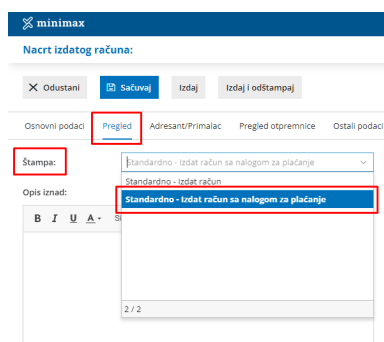 minimax
Nacrt izdatog računa:
Odustani Sačuvaj Izdaj Izdaj i odštampaj
Osnovni podaci Pregled Adresant/Primalac Pregled otpremnice Ostali podaci
Štampa: Standardno - Izdat račun sa nalogom za plaćanje
Standardno - Izdat račun
Opis iznad: Standardno - Izdat račun sa nalogom za plaćanje
B I U A
2 / 2